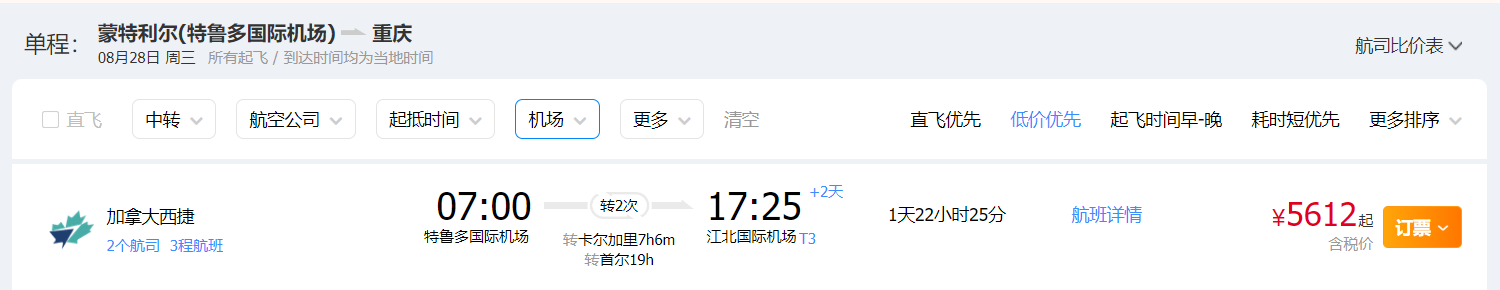 单程: 蒙特利尔(特鲁多国际机场) 重庆
08月28日 周三 所有起飞 / 到达时间均为当地时间
航司比价表
直飞 中转 航空公司 起抵时间 机场 更多 清空 直飞优先 低价优先 起飞时间早-晚 耗时短优先 更多排序
加拿大西捷
2个航司 3程航班
07:00
特鲁多国际机场
转2次
转卡尔加里7h6m
转首尔19h
17:25 +2天
江北国际机场 T3
1天22小时25分
航班详情
¥5612起
含税价
订票